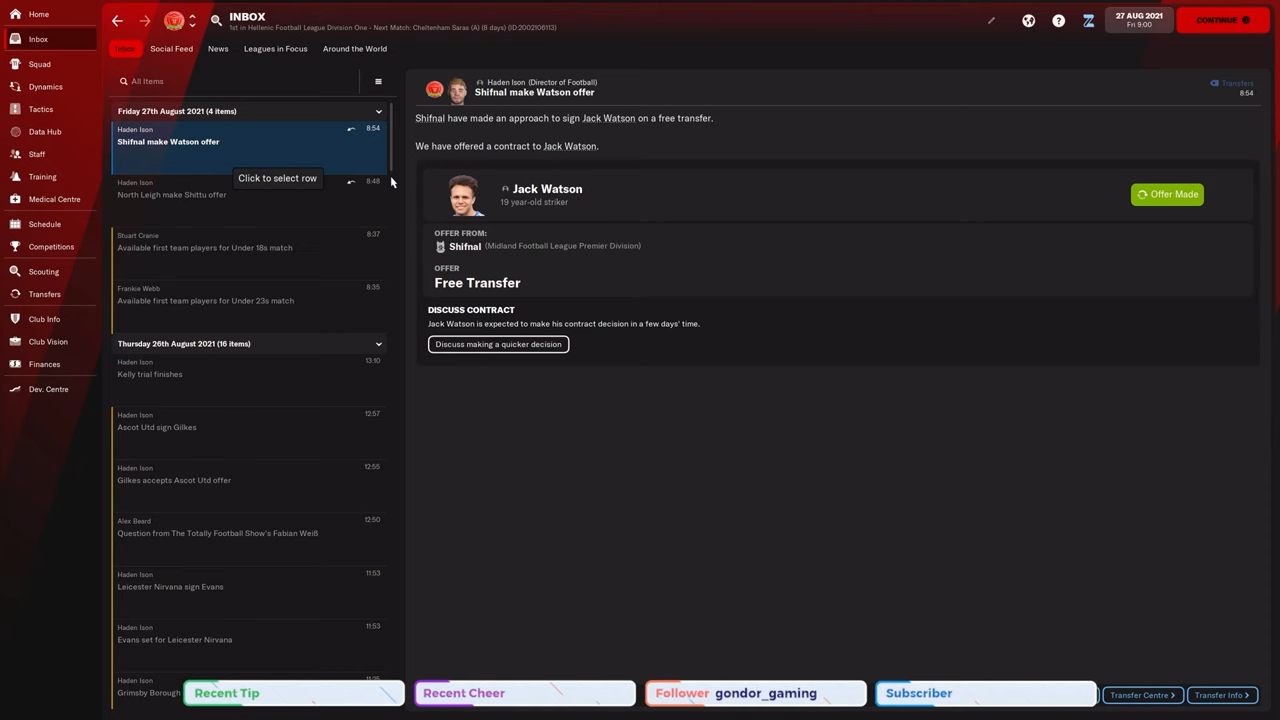 Home
Inbox
Squad
Dynamics
Tactics
Data Hub
Staff
Training
Medical Centre
Schedule
Competitions
Scouting
Transfers
Club Info
Club Vision
Finances
Dev. Centre
INBOX
1st in Hellenic Football League Division One - Next Match: Cheltenham Saras (A) (8 days) (ID:2002106113)
27 AUG 2021
Fri 9:00
CONTINUE
Inbox
Social Feed
News
Leagues in Focus
Around the World
All Items
Friday 27th August 2021 (4 items)
Haden Ison
8:54
Shifnal make Watson offer
Click to select row
Haden Ison
8:48
North Leigh make Shittu offer
Stuart Cranie
8:37
Available first team players for Under 18s match
Frankie Webb
8:35
Available first team players for Under 23s match
Thursday 26th August 2021 (16 items)
Haden Ison
13:10
Kelly trial finishes
Haden Ison
12:57
Ascot Utd sign Gilkes
Haden Ison
12:55
Gilkes accepts Ascot Utd offer
Alex Beard
12:50
Question from The Totally Football Show's Fabian Weiß
Haden Ison
11:53
Leicester Nirvana sign Evans
Haden Ison
11:53
Evans set for Leicester Nirvana
Haden Ison
Grimsby Borough
Haden Ison (Director of Football)
Shifnal make Watson offer
Transfers
8:54
Shifnal have made an approach to sign Jack Watson on a free transfer.
We have offered a contract to Jack Watson.
Jack Watson
19 year-old striker
Offer Made
OFFER FROM:
Shifnal (Midland Football League Premier Division)
OFFER
Free Transfer
DISCUSS CONTRACT
Jack Watson is expected to make his contract decision in a few days' time.
Discuss making a quicker decision
Recent Tip
Recent Cheer
Follower gondor_gaming
Subscriber
Transfer Centre >
Transfer Info >